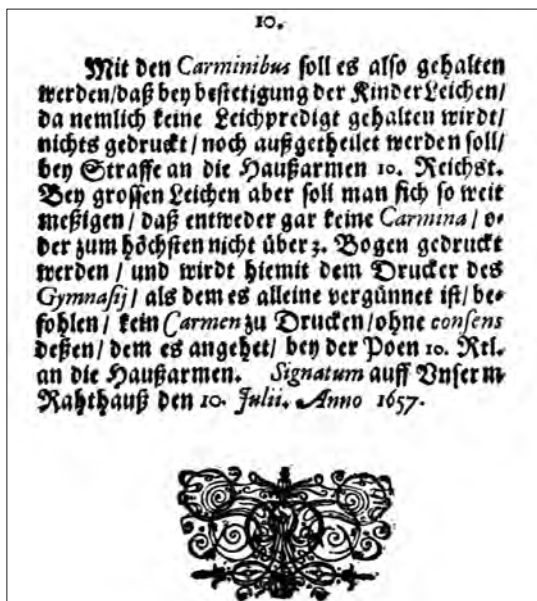 10.
Mit den Carminibus soll es also gehalten
werden/daß bey bestetigung der Kinder Leichen/
da nemlich keine Leichpredigt gehalten wirdt/
nichts gedruckt/ noch außgetheilet werden soll/
bey Straffe an die Haußarmen 10. Reichst.
Bey grossen Leichen aber soll man sich so weit
meßigen/ daß entweder gar keine Carmina/ o-
der zum höchsten nicht über 3. Bogen gedruckt
werden/ und wirdt hiemit dem Drucker des
Gymnasij/ als dem es alleine vergünnet ist/ be-
fohlen/ kein Carmen zu Drucken/ohne consens
deßen/ dem es angehet/ bey der Poen 10. Rtl.
an die Haußarmen. Signatum auff Vnserm
Rahthauß den 10. Julii. Anno 1657.